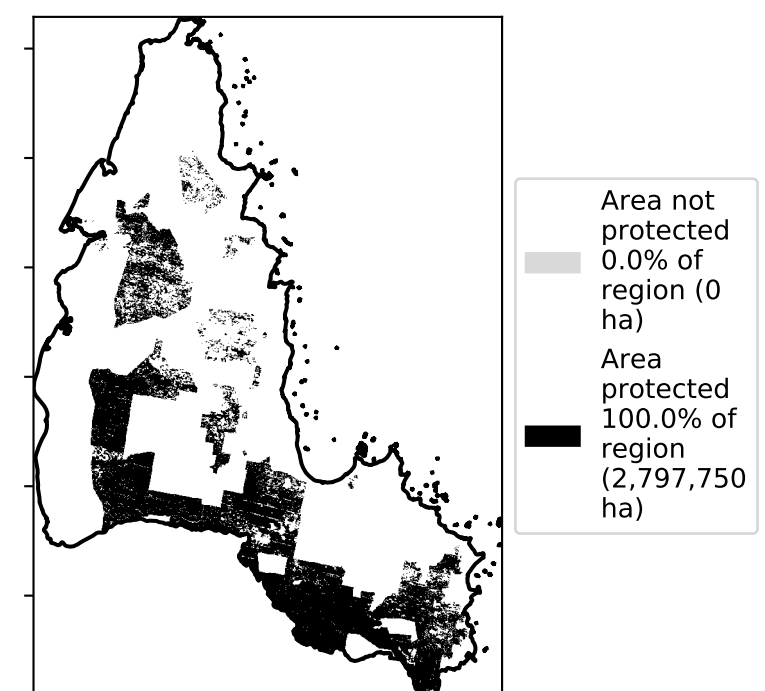 Area not
protected
0.0% of
region (0
ha)
Area
protected
100.0% of
region
(2,797,750
ha)